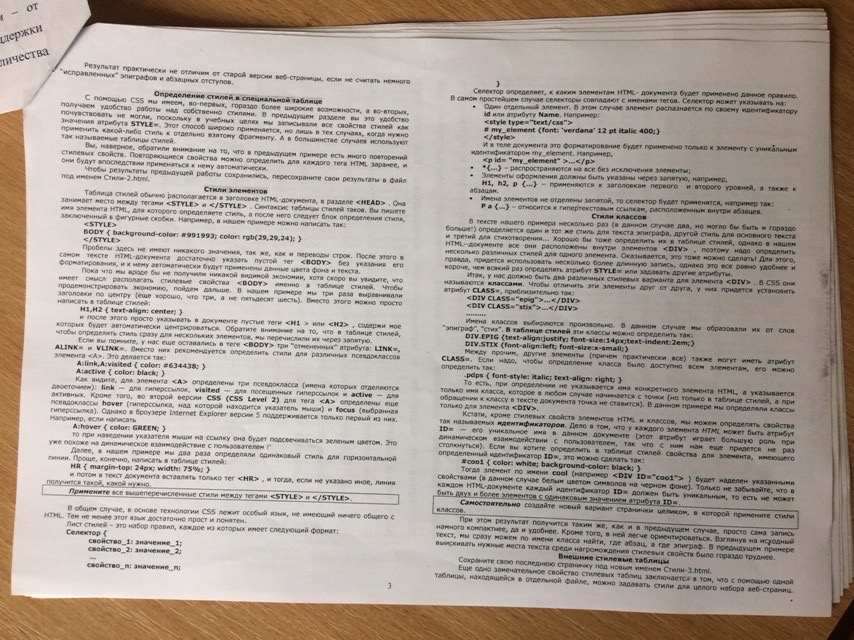 и – от
ддержки
личества
Результат практически не отличим от старой версии веб-страницы, если не считать немного
"исправленных" эпиграфов и абзацных отступов.
Определение стилей в специальной таблице
С помощью CSS мы имеем, во-первых, гораздо более широкие возможности, а во-вторых,
получаем удобство работы над собственно стилями. В предыдущем разделе вы это удобство
почувствовать не могли, поскольку в учебных целях мы записывали все свойства стилей как
значения атрибута STYLE=. Этот способ широко применяется, но лишь в тех случаях, когда нужно
применить какой-либо стиль к отдельно взятому фрагменту. А в большинстве случаев используют
так называемые таблицы стилей.
Вы, наверное, обратили внимание на то, что в предыдущем примере есть много повторений
стилевых свойств. Повторяющиеся свойства можно определить для каждого тега HTML заранее, и
они будут впоследствии применяться к нему автоматически.
Чтобы результаты предыдущей работы сохранились, пересохраните свои результаты в файл
под именем Стили-2.html.
Стили элементов
Таблица стилей обычно располагается в заголовке HTML-документа, в разделе <HEAD> . Она
занимает место между тегами <STYLE> и </STYLE> . Синтаксис таблицы стилей таков. Вы пишете
имя элемента HTML, для которого определяете стиль, а после него следует блок определения стиля,
заключенный в фигурные скобки. Например, в нашем примере можно написать так:
<STYLE>
BODY { background-color: #991993; color: rgb(29,29,24); }
</STYLE>
Пробелы здесь не имеют никакого значения, так же, как и переводы строк. После этого в
самом тексте HTML-документа достаточно указать пустой тег <BODY> без указания его
форматирования, и к нему автоматически будут применены данные цвета фона и текста.
Пока что мы вроде бы не получили никакой видимой экономии, хотя скоро вы увидите, что
имеет смысл располагать стилевые свойства <BODY> именно в таблице стилей. Чтобы
продемонстрировать экономию, пойдем дальше. В нашем примере мы три раза выравнивали
заголовки по центру (еще хорошо, что три, а не пятьдесят шесть). Вместо этого можно просто
написать в таблице стилей:
H1,H2 { text-align: center; }
и после этого просто указывать в документе пустые теги <H1 > или <H2> , содержимое
которых будет автоматически центрироваться. Обратите внимание на то, что в таблице стилей,
чтобы определить стиль сразу для нескольких элементов, мы перечислили их через запятую.
Если вы помните, у нас еще оставались в теге <BODY> три "отмененных" атрибута: LINK=,
ALINK= и VLINK=. Вместо них рекомендуется определить стили для различных псевдоклассов
элемента <A>. Это делается так:
A:link,A:visited { color: #634438; }
A:active { color: black; }
Как видите, для элемента <A> определены три псевдокласса (имена которых отделяются
двоеточием): link — для гиперссылок, visited — для посещенных гиперссылок и active — для
активных. Кроме того, во второй версии CSS (CSS Level 2) для тега <A> определены еще
псевдоклассы hover (гиперссылка, над которой находится указатель мыши) и focus (выбранная
гиперссылка). Однако в броузере Internet Explorer версии 5 поддерживается только первый из них.
Например, если написать
A:hover { color: GREEN; }
то при наведении указателя мыши на ссылку она будет подсвечиваться зеленым цветом. Это
уже похоже на динамическое взаимодействие с пользователем !"
Далее, в нашем примере мы два раза определяли одинаковый стиль для горизонтальной
линии. Проще, конечно, написать в таблице стилей:
HR { margin-top: 24px; width: 75%; }
и потом в текст документа вставлять только тег <HR> , и тогда, если не указано иное, линия
получится такой, какой нужно.
Примените все вышеперечисленные стили между тегами <STYLE> и </STYLE>.
В общем случае, в основе технологии CSS лежит особый язык, не имеющий ничего общего с
HTML. Тем не менее этот язык достаточно прост и понятен.
Лист стилей – это набор правил, каждое из которых имеет следующий формат:
Селектор {
свойство_1: значение_1;
свойство_2: значение_2;
...
свойство_n: значение_n;
3
}
Селектор определяет, к каким элементам HTML- документа будет применено данное правило.
В самом простейшем случае селекторы совпадают с именами тегов. Селектор может указывать на:
• Один отдельный элемент. В этом случае элемент распознается по своему идентификатору
id или атрибуту Name. Например:
<style type="text/css">
# my_element {font: 'verdana' 12 pt italic 400;}
</style>
И в теле документа это форматирование будет применено только к элементу с уникальным
идентификатором my_element. Например,
<p id= "my_element" >...</p>
• *{...} – распространяются на все без исключения элементы;
• Элементы оформления должны быть указаны через запятую, например,
H1, h2, p {...} – применяются к заголовкам первого и второго уровней, а также к
абзацам.
• Имена элементов не отделены запятой, то селектор будет применятся, например так:
P a {...} – относится к гипертекстовым ссылкам, расположенным внутри абзацев.
Стили классов
В тексте нашего примера несколько раз (в данном случае два, но могло бы быть и гораздо
больше!) определяется один и тот же стиль для текста эпиграфа, другой стиль для основного текста
и третий для стихотворения... Хорошо бы тоже определить их в таблице стилей, однако в нашем
HTML--документе все они расположены внутри элементов <DIV> , поэтому надо определить
несколько различных стилей для одного элемента. Оказывается, это тоже можно сделать! Для этого,
правда, придется использовать несколько более длинную запись, однако это все равно удобнее и
короче, чем всякий раз определять атрибут STYLE= или задавать другие атрибуты.
Итак, у нас должно быть два различных стилевых варианта для элемента <DIV> . В CSS они
называются классами. Чтобы отличить эти элементы друг от друга, у них придется установить
атрибут CLASS=, приблизительно так:
<DIV CLASS="epig">...</DIV>
<DIV CLASS="stix">...</DIV>
.........
Имена классов выбираются произвольно. В данном случае мы образовали их от слов
"эпиграф", "стих". В таблице стилей эти классы можно определить так:
DIV.EPIG {text-align:justify; font-size:14px;text-indent:2em;}
DIV.STIX {text-align:left; font-size:x-small;}
Между прочим, другие элементы (причем практически все) также могут иметь атрибут
CLASS=. Если нужно, чтобы определение класса было доступно всем элементам, его можно
определить так:
.pdps { font-style: italic; text-align: right; }
То есть, при определении не указывается имя конкретного элемента HTML, а указывается
только имя класса, которое в любом случае начинается с точки (но только в таблице стилей, а при
обращении к классу в тексте документа точка не ставится). В данном примере мы определяли классы
только для элемента <DIV>.
Кстати, кроме стилевых свойств элементов HTML и классов, мы можем определять свойства
так называемых идентификаторов. Дело в том, что у каждого элемента HTML может быть атрибут
ID= — его уникальное имя в данном документе (этот атрибут играет большую роль при
динамическом взаимодействии с пользователем, так что с ним нам еще придется не раз
столкнуться). Если вы хотите определить в таблице стилей свойства для элемента, имеющего
определенный идентификатор ID=, это можно сделать так:
#coo1 { color: white; background-color: black; }
Тогда элемент по имени cool (например <DIV ID="coo1"> ) будет наделен указанными
свойствами (в данном случае белым цветом символов на черном фоне). Только не забывайте, что в
каждом HTML-документе каждый идентификатор ID= должен быть уникальным, то есть не может
быть двух и более элементов с одинаковым значением атрибута ID=.
Самостоятельно создайте новый вариант странички целиком, в которой примените стили
классов.
При этом результат получится таким же, как и в предыдущем случае, просто сама запись
намного компактнее, да и удобнее. Кроме того, в ней легче ориентироваться. Взглянув на исходный
текст, мы сразу можем по имени класса найти, где абзац, а где эпиграф. В предыдущем примере
выискивать нужные места текста среди нагромождения стилевых свойств было гораздо труднее.
Внешние стилевые таблицы
Сохраните свою последнюю страничку под новым именем Стили-3.html.
Еще одно замечательное свойство стилевых таблиц заключается в том, что с помощью одной
таблицы, находящейся в отдельной файле, можно задавать стили для целого набора веб-страниц.